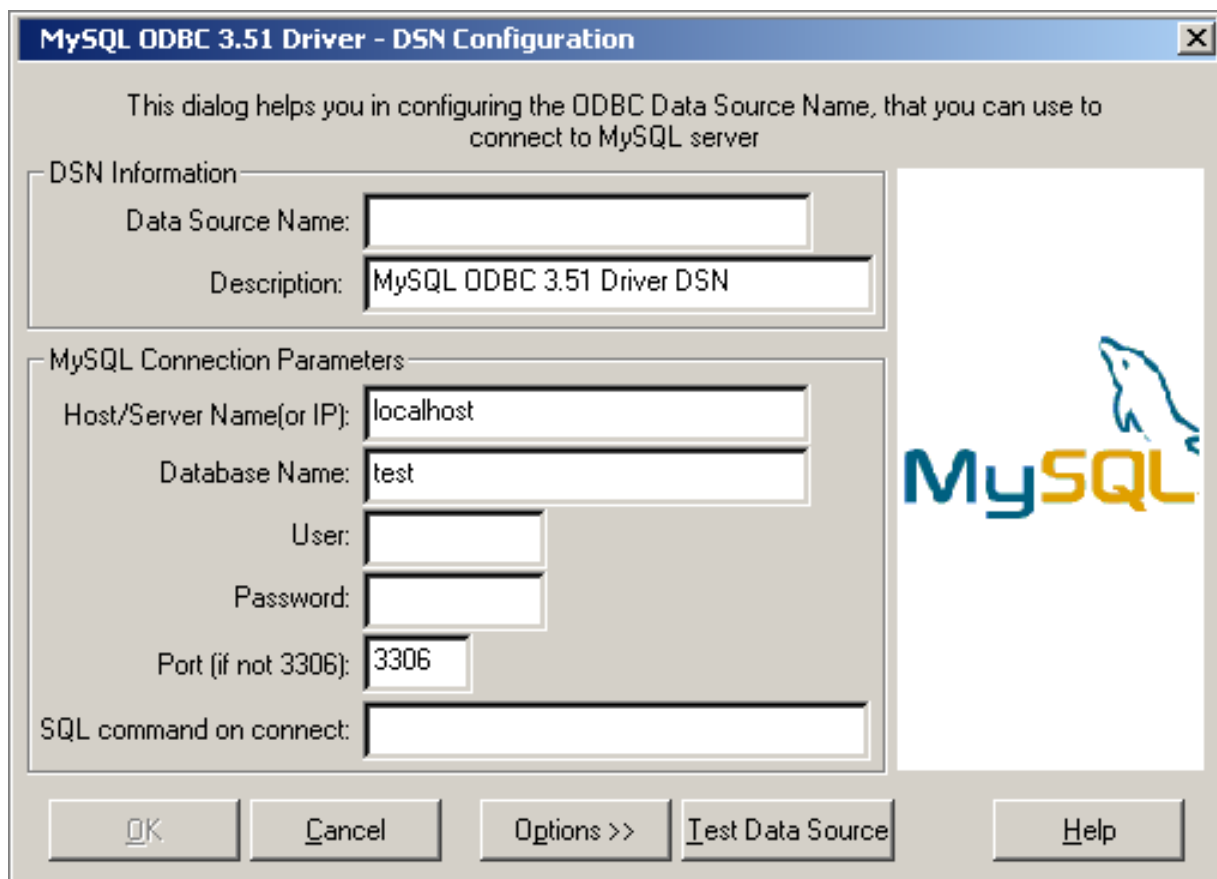 MySQL ODBC 3.51 Driver - DSN Configuration
This dialog helps you in configuring the ODBC Data Source Name, that you can use to
connect to MySQL server
DSN Information
Data Source Name:
Description: MySQL ODBC 3.51 Driver DSN
MySQL Connection Parameters
Host/Server Name(or IP): localhost
Database Name: test
User:
Password:
Port (if not 3306): 3306
SQL command on connect:
MySQL
OK Cancel Options >> Test Data Source Help